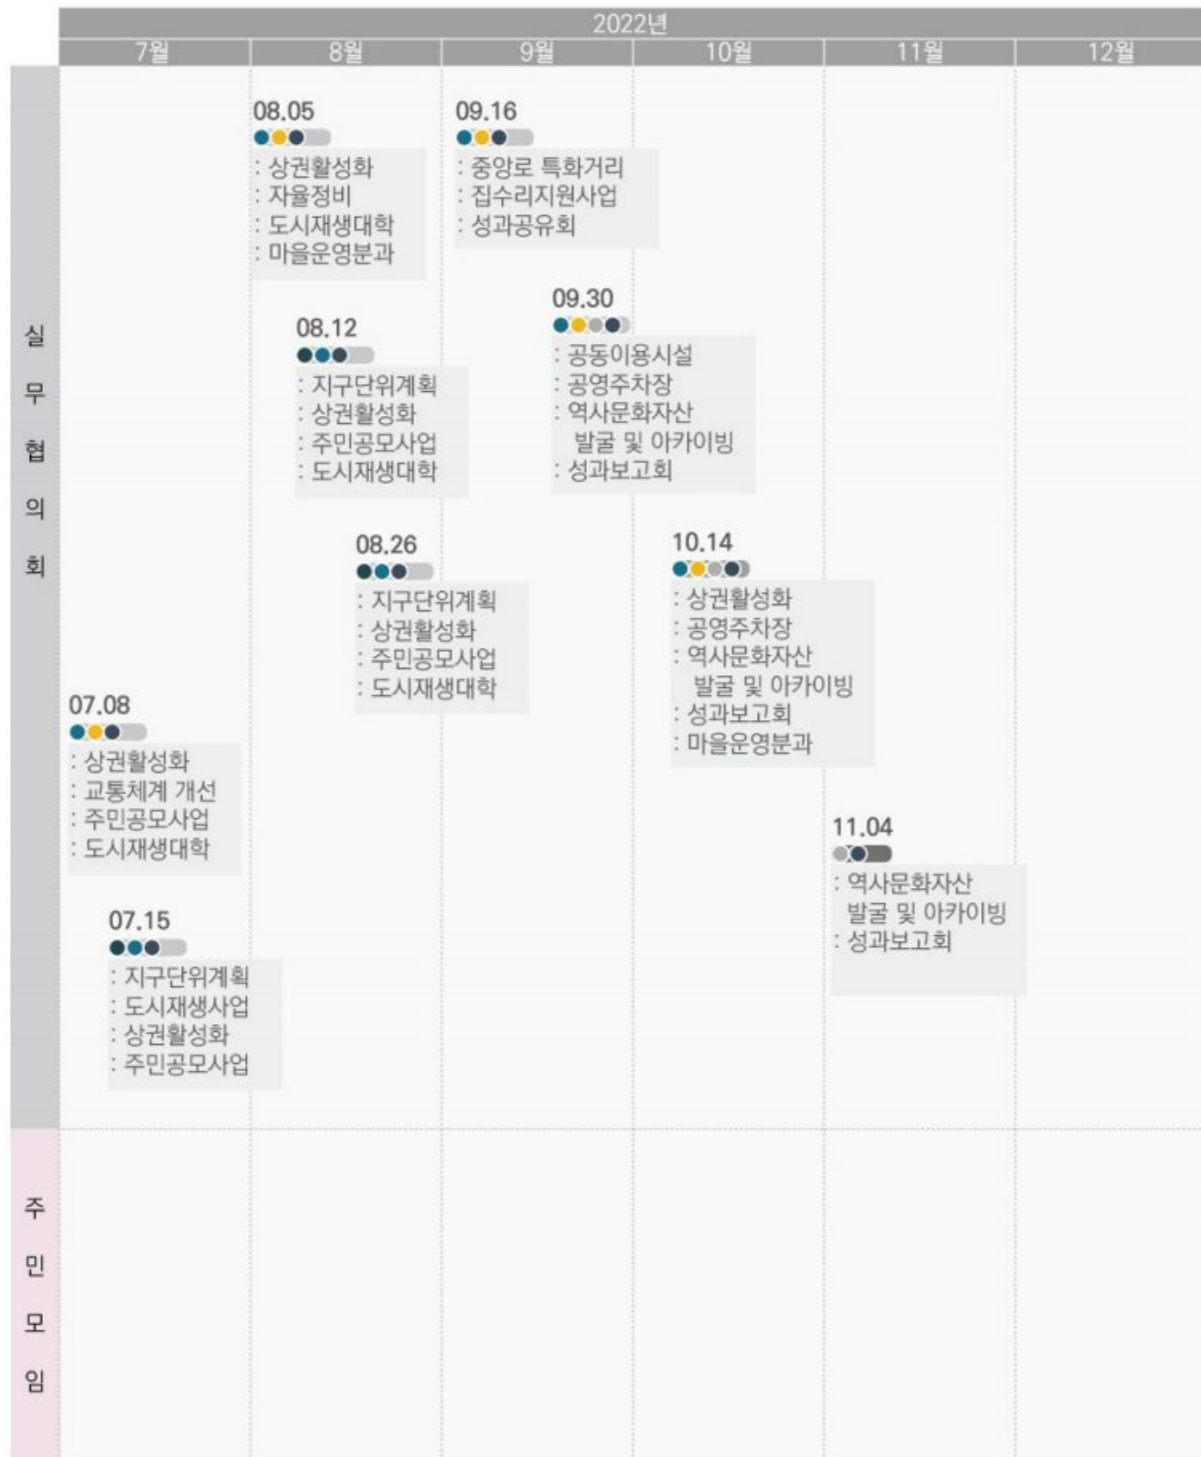 2022년
7월 8월 9월 10월 11월 12월
실무협의회
07.08
: 상권활성화
: 교통체계 개선
: 주민공모사업
: 도시재생대학
07.15
: 지구단위계획
: 도시재생사업
: 상권활성화
: 주민공모사업
08.05
: 상권활성화
: 자율정비
: 도시재생대학
: 마을운영분과
08.12
: 지구단위계획
: 상권활성화
: 주민공모사업
: 도시재생대학
08.26
: 지구단위계획
: 상권활성화
: 주민공모사업
: 도시재생대학
09.16
: 중앙로 특화거리
: 집수리지원사업
: 성과공유회
09.30
: 공동이용시설
: 공영주차장
: 역사문화자산
발굴 및 아카이빙
: 성과보고회
10.14
: 상권활성화
: 공영주차장
: 역사문화자산
발굴 및 아카이빙
: 성과보고회
: 마을운영분과
11.04
: 역사문화자산
발굴 및 아카이빙
: 성과보고회
주민모임